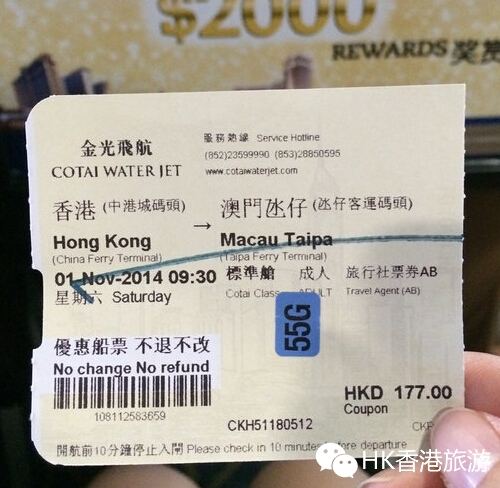 $2000
REWARDS 奖赏
金光飛航
COTAI WATER JET
服務熱線 Service Hotline
(852)23599990 (853)28850595
www.cotaiwaterjet.com
香港 (中港城碼頭) → 澳門氹仔 (氹仔客運碼頭)
Hong Kong Macau Taipa
(China Ferry Terminal) (Taipa Ferry Terminal)
01-Nov-2014 09:30 標準艙 成人 旅行社票券AB
星期六 Saturday Cotai Class ADULT Travel Agent (AB)
55G
優惠船票 不退不改
No change No refund
108112583659
HKD 177.00
Coupon
CKH51180512
開航前10分鐘停止入閘 Please check in 10 minutes before departure
HK香港旅游